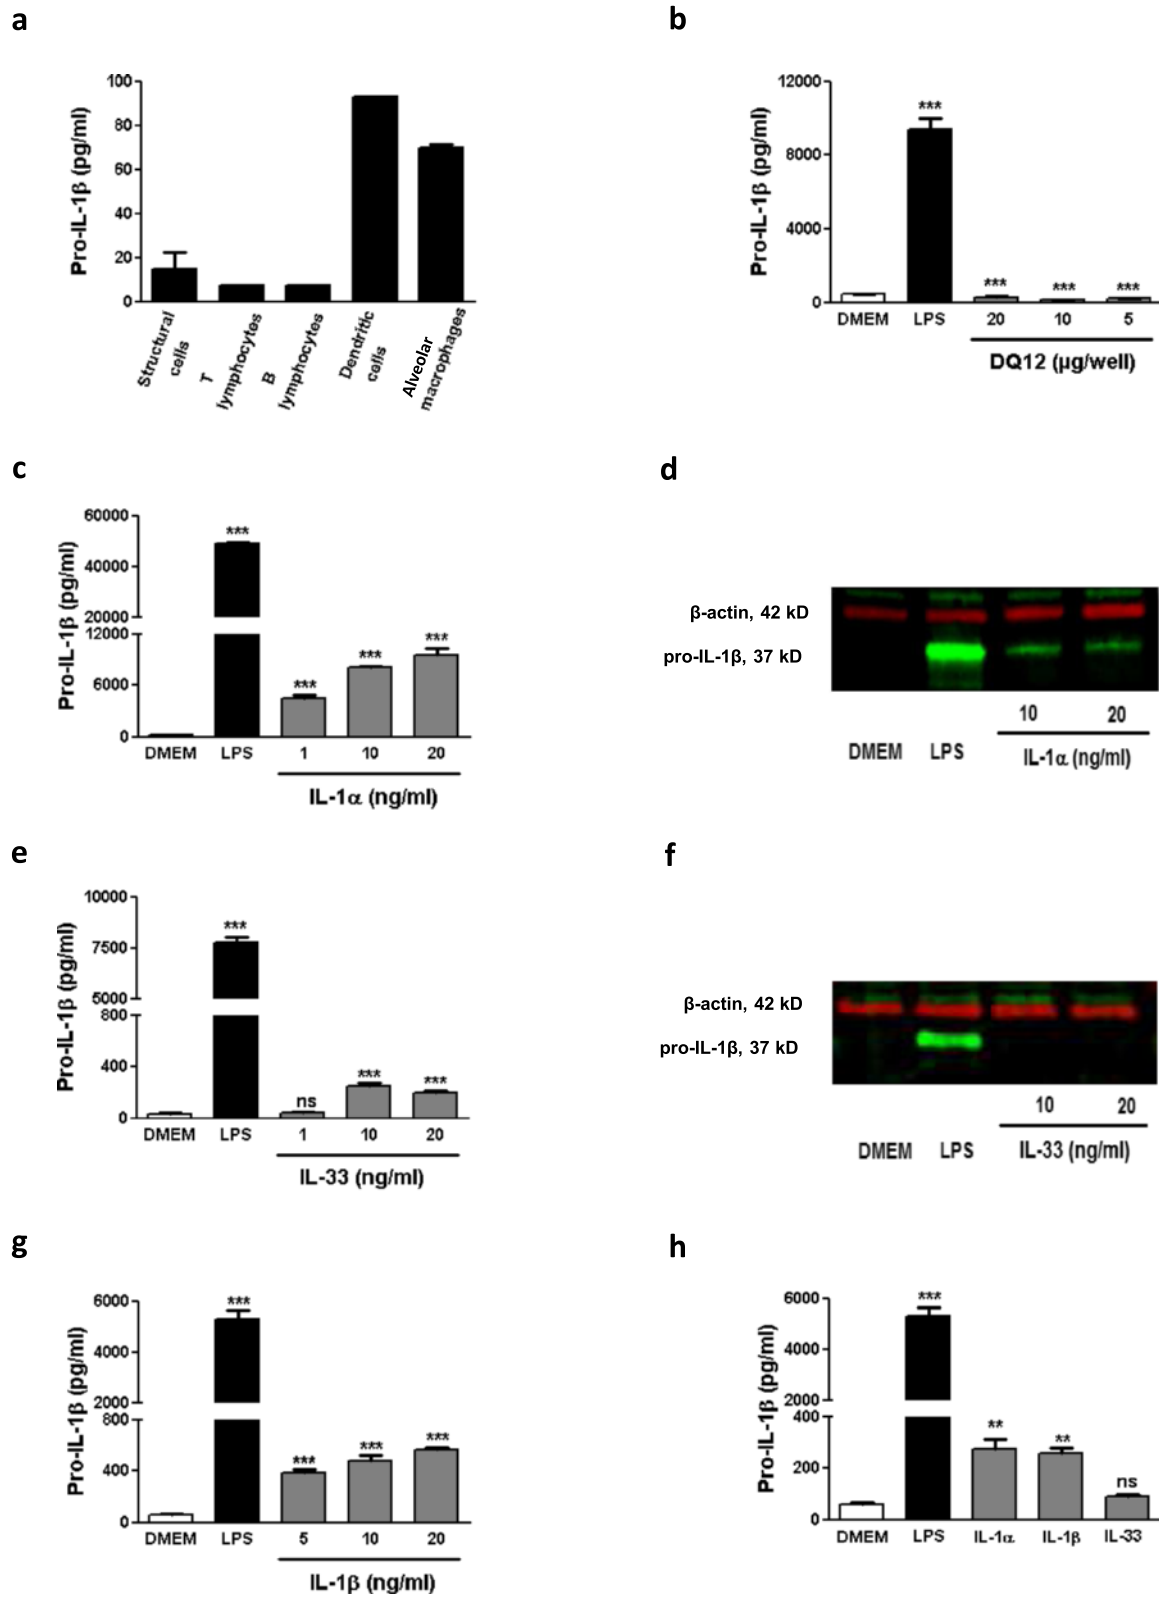 a
Pro-IL-1β (pg/ml)
100
80
60
40
20
0
Structural cells
T lymphocytes
B lymphocytes
Dendritic cells
Alveolar macrophages
b
Pro-IL-1β (pg/ml)
12000
8000
4000
0
***
*** *** ***
DMEM LPS 20 10 5
DQ12 (µg/well)
c
Pro-IL-1β (pg/ml)
60000
40000
20000
12000
6000
0
***
*** *** ***
DMEM LPS 1 10 20
IL-1α (ng/ml)
d
β-actin, 42 kD
pro-IL-1β, 37 kD
10 20
DMEM LPS IL-1α (ng/ml)
e
Pro-IL-1β (pg/ml)
10000
7500
5000
800
400
0
***
ns *** ***
DMEM LPS 1 10 20
IL-33 (ng/ml)
f
β-actin, 42 kD
pro-IL-1β, 37 kD
10 20
DMEM LPS IL-33 (ng/ml)
g
Pro-IL-1β (pg/ml)
6000
4000
2000
800
400
0
***
*** *** ***
DMEM LPS 5 10 20
IL-1β (ng/ml)
h
Pro-IL-1β (pg/ml)
6000
4000
2000
400
200
0
***
** ** ns
DMEM LPS IL-1α IL-1β IL-33